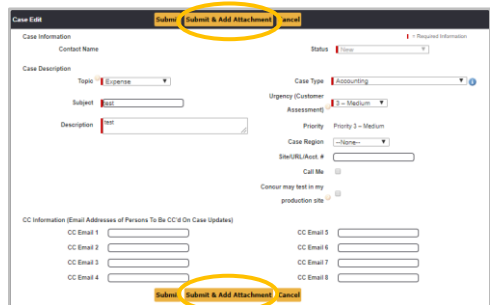 Case Edit Submi Submit & Add Attachment Cancel
Case Information = Required Information
Contact Name Status New
Case Description
Topic Expense Case Type Accounting
Subject test Urgency (Customer Assessment) 3 – Medium
Description test Priority Priority 3 – Medium
Case Region --None--
Site/URL/Acct #
Call Me
Concur may test in my
production site
CC Information (Email Addresses of Persons To Be CC'd On Case Updates)
CC Email 1 CC Email 5
CC Email 2 CC Email 6
CC Email 3 CC Email 7
CC Email 4 CC Email 8
Submi Submit & Add Attachment Cancel